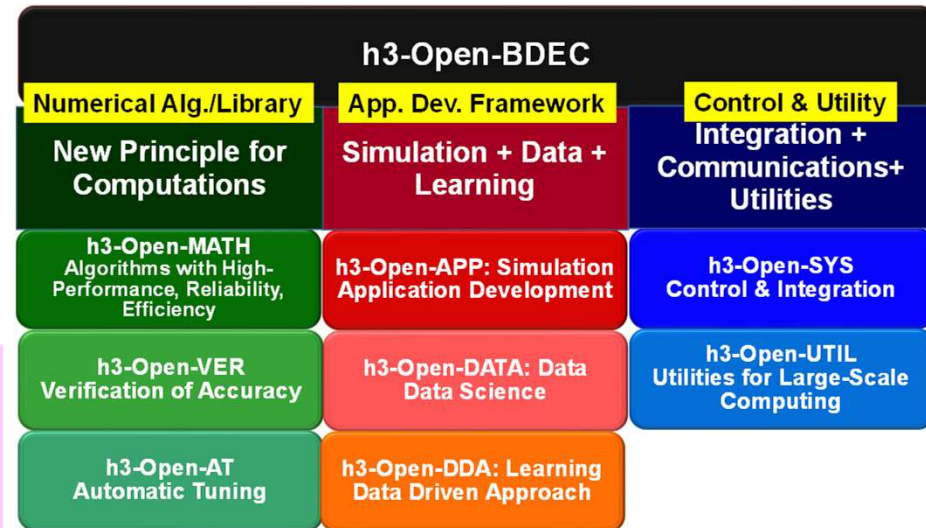 h3-Open-BDEC
Numerical Alg./Library
New Principle for
Computations
h3-Open-MATH
Algorithms with High-
Performance, Reliability,
Efficiency
h3-Open-VER
Verification of Accuracy
h3-Open-AT
Automatic Tuning
App. Dev. Framework
Simulation + Data +
Learning
h3-Open-APP: Simulation
Application Development
h3-Open-DATA: Data
Data Science
h3-Open-DDA: Learning
Data Driven Approach
Control & Utility
Integration +
Communications+
Utilities
h3-Open-SYS
Control & Integration
h3-Open-UTIL
Utilities for Large-Scale
Computing